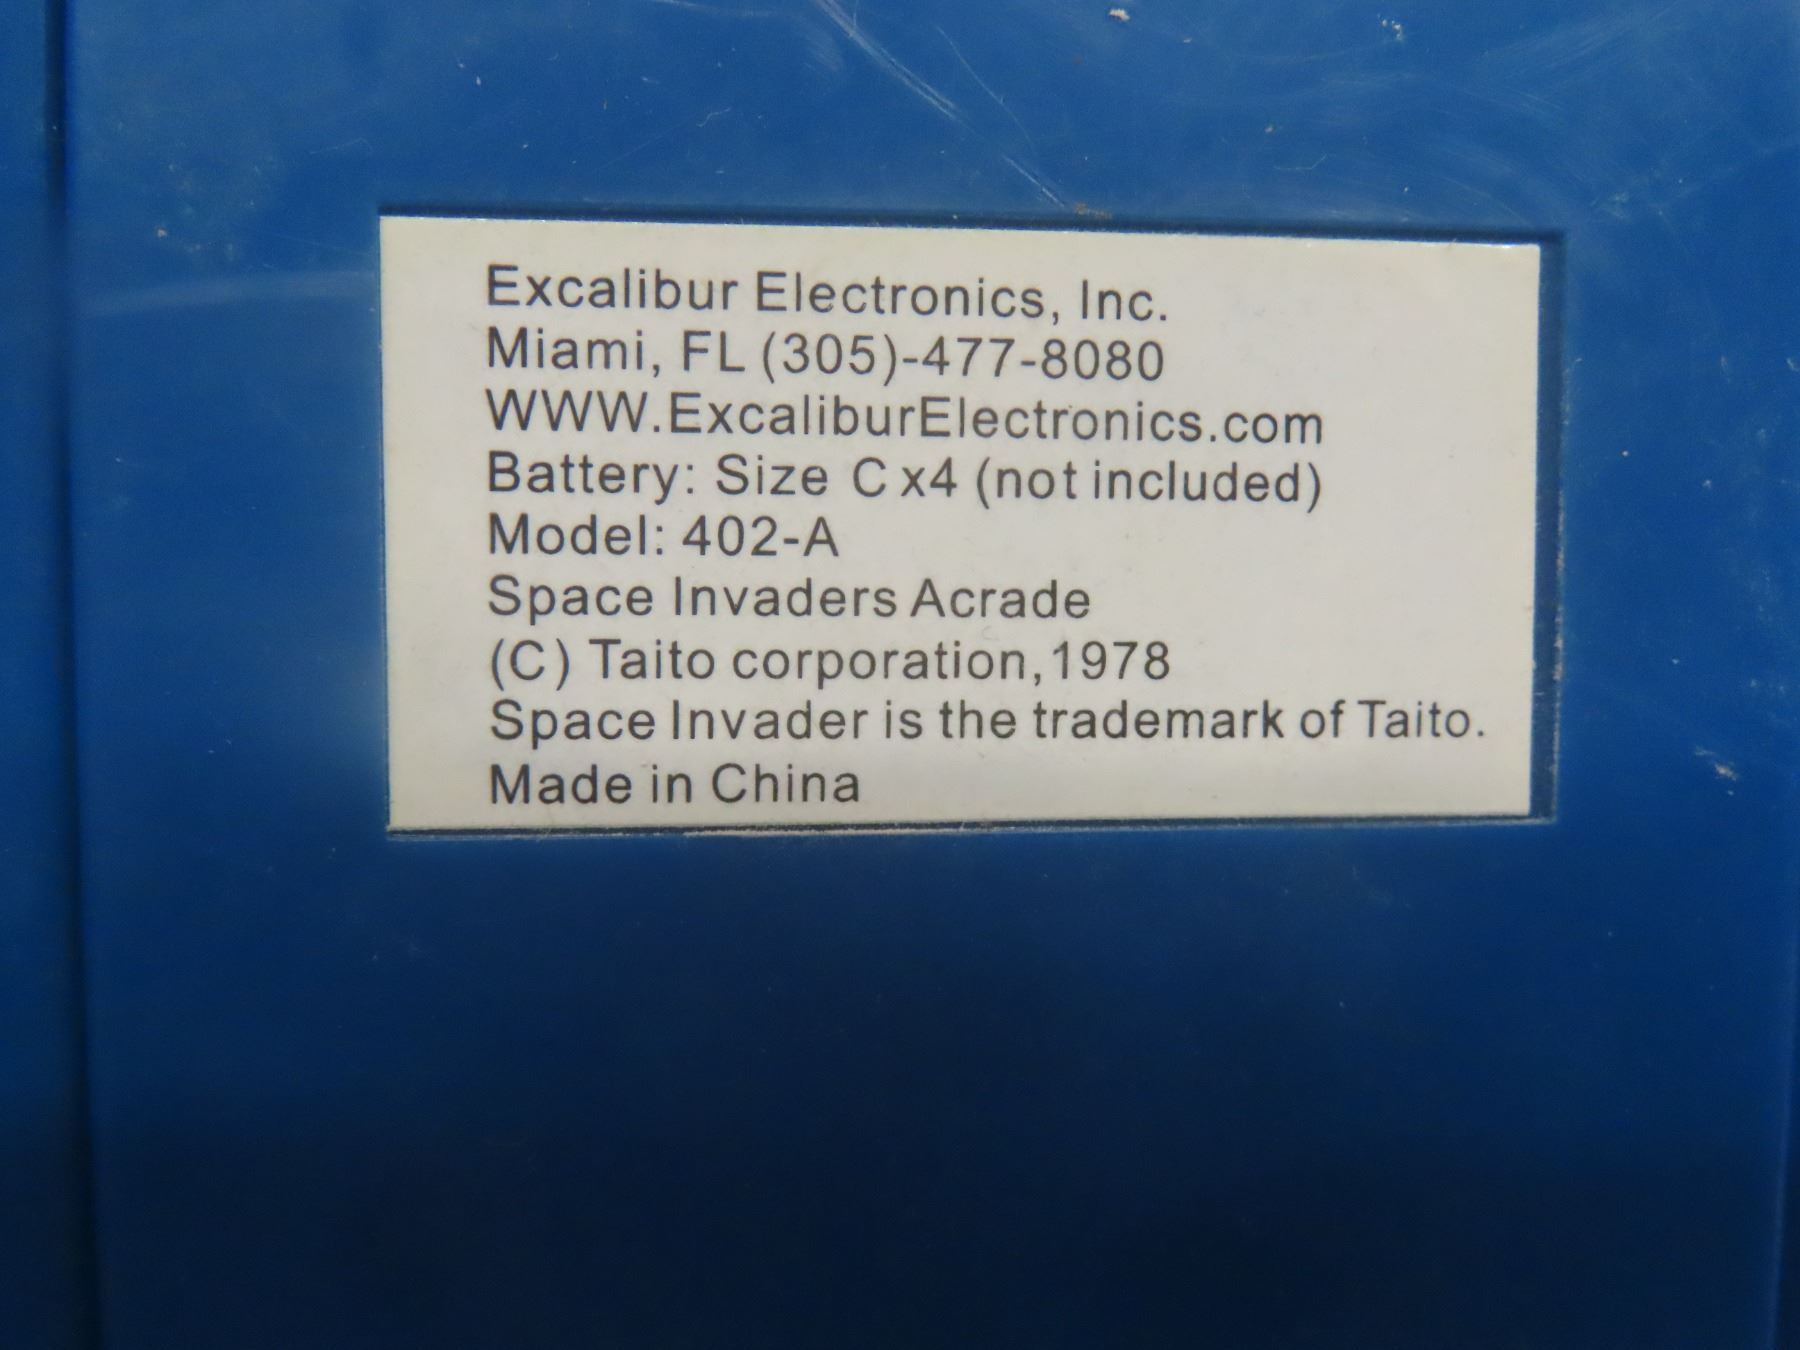 Excalibur Electronics, Inc.
Miami, FL (305)-477-8080
WWW.ExcaliburElectronics.com
Battery: Size C x4 (not included)
Model: 402-A
Space Invaders Acrade
(C) Taito corporation,1978
Space Invader is the trademark of Taito.
Made in China